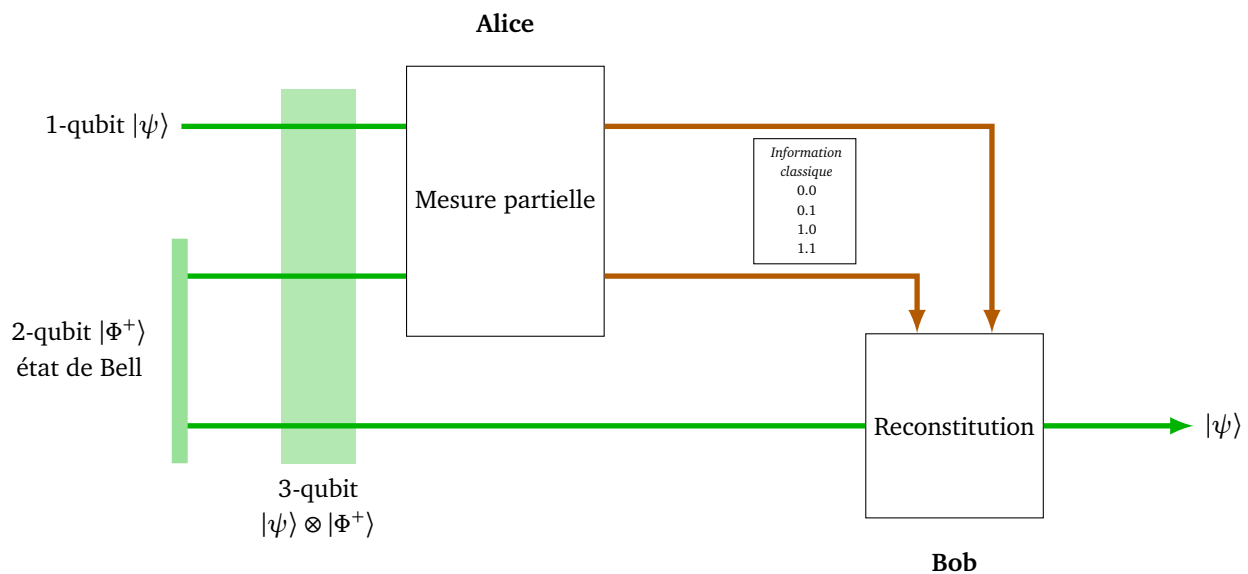 Alice
1-qubit |ψ⟩
Mesure partielle
Information
classique
0.0
0.1
1.0
1.1
2-qubit |Φ⁺⟩
état de Bell
Reconstitution
|ψ⟩
3-qubit
|ψ⟩ ⊗ |Φ⁺⟩
Bob